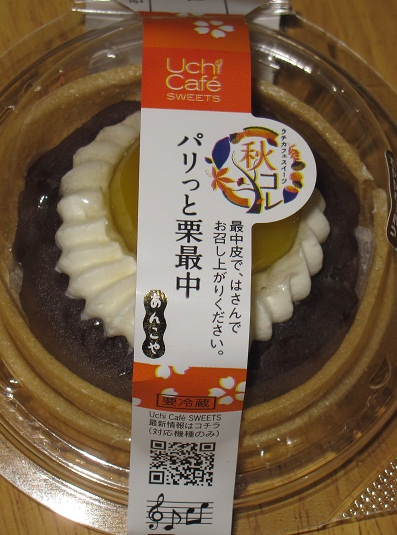 Uchi
Café
SWEETS
ウチカフェスイーツ
秋コレ
パリっと栗最中
最中皮で、はさんで
お召し上がりください。
あんこや
要冷蔵
Uchi Café SWEETS
最新情報はコチラ
(対応機種のみ)